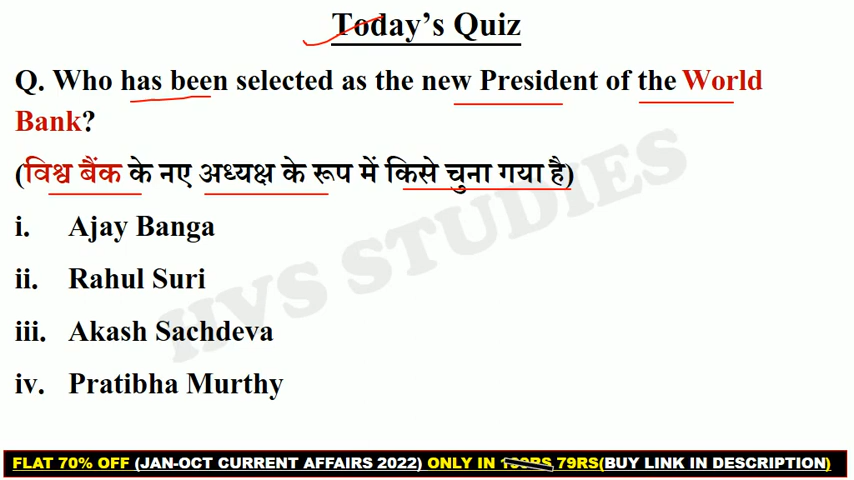 Today’s Quiz
Q. Who has been selected as the new President of the World
Bank?
(विश्व बैंक के नए अध्यक्ष के रूप में किसे चुना गया है)
i. Ajay Banga
ii. Rahul Suri
iii. Akash Sachdeva
iv. Pratibha Murthy
IIVS STUDIES
FLAT 70% OFF (JAN-OCT CURRENT AFFAIRS 2022) ONLY IN 79RS(BUY LINK IN DESCRIPTION)